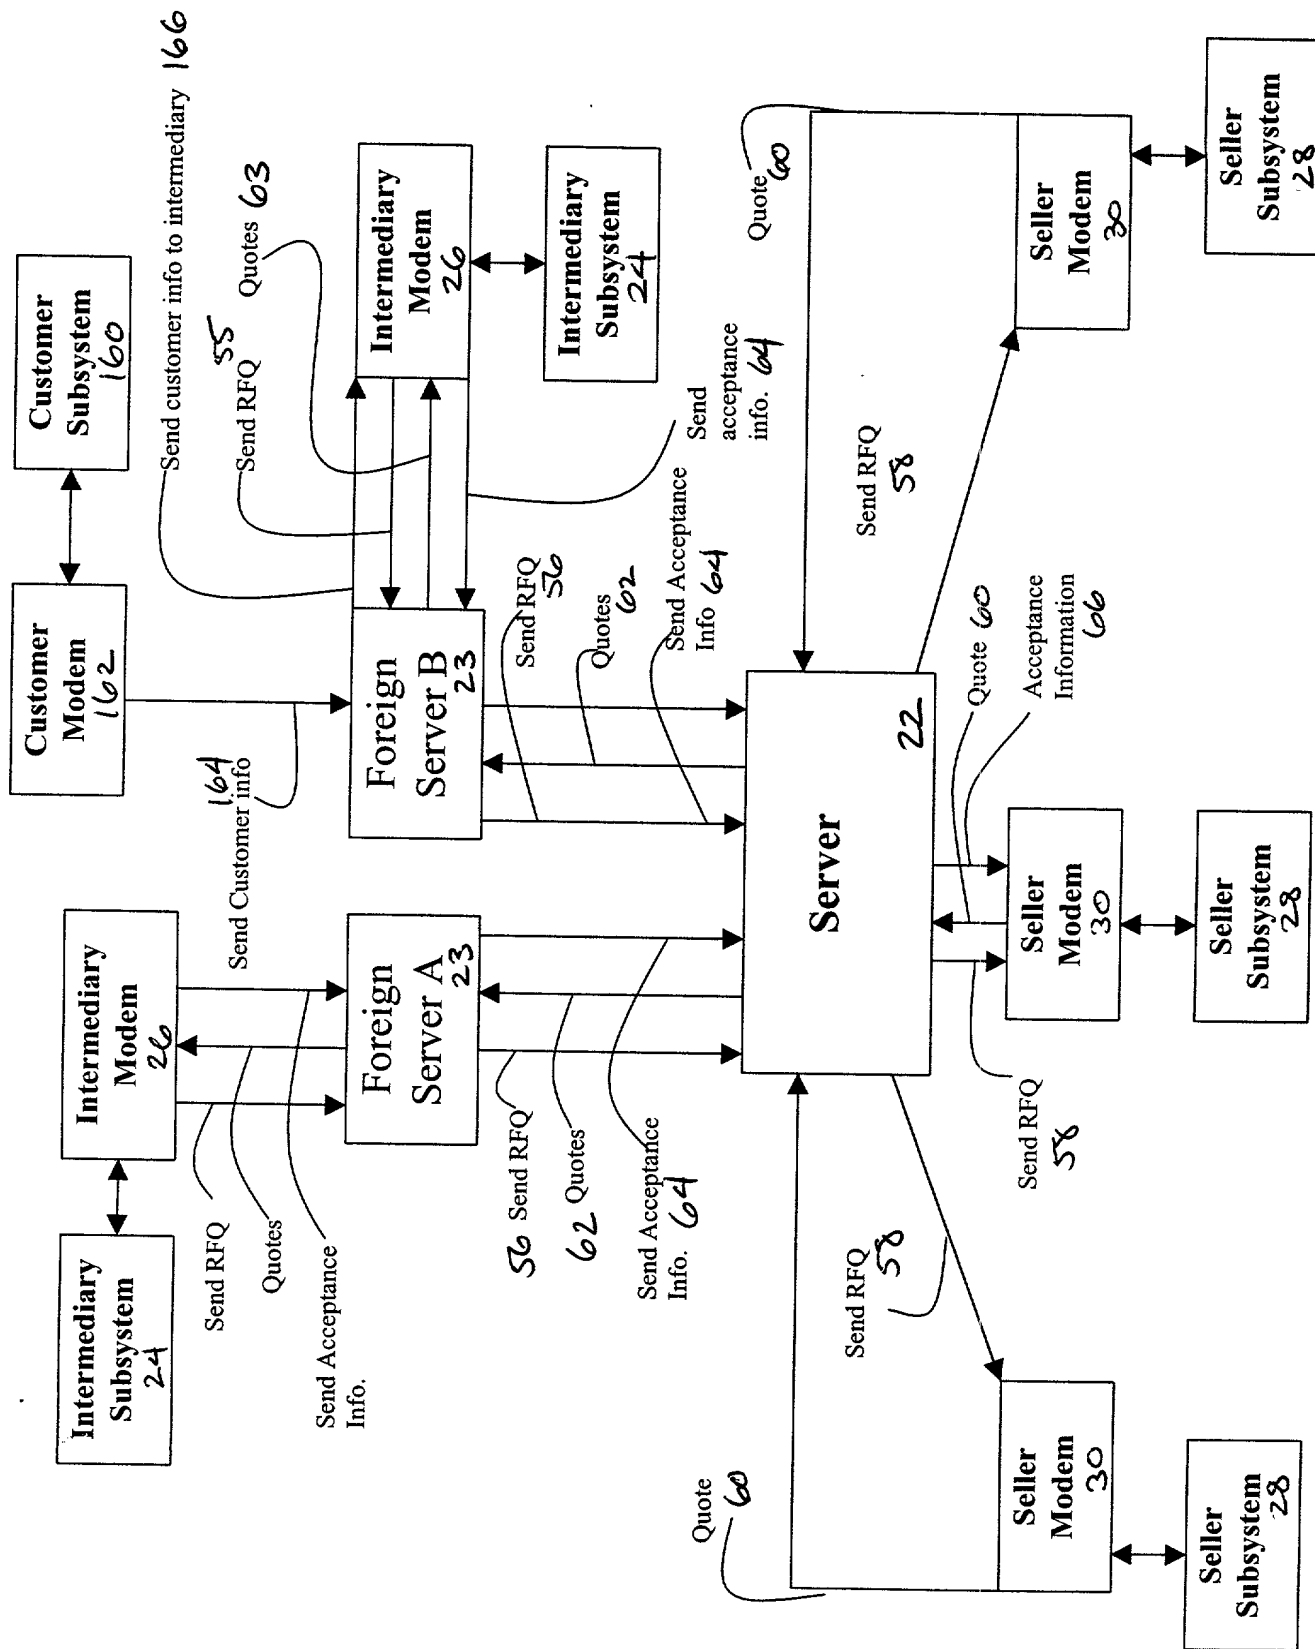 Customer
Subsystem
160
Customer
Modem
162
Send customer info to intermediary 166
Send RFQ 55
Quotes 63
Send Customer info
164
Intermediary
Modem
26
Intermediary
Subsystem
24
Intermediary
Modem
26
Intermediary
Subsystem
24
Send RFQ
Quotes
Send Acceptance
Info.
Foreign
Server A
23
Foreign
Server B
23
Send
acceptance
info. 64
Send RFQ
56
Quotes
62
Send Acceptance
Info 64
56 Send RFQ
62 Quotes
Send Acceptance
Info. 64
Server
22
Quote
60
Send RFQ
58
Seller
Modem
30
Seller
Subsystem
28
Send RFQ
58
Quote 60
Acceptance
Information
66
Seller
Modem
30
Seller
Subsystem
28
Quote
60
Send RFQ
58
Seller
Modem
30
Seller
Subsystem
28